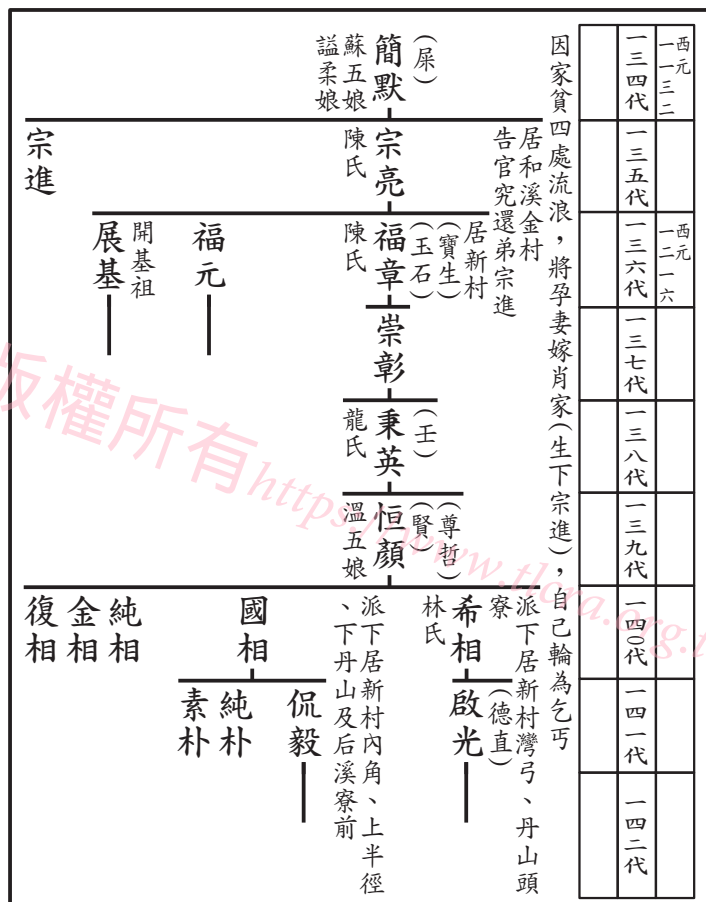 西元
一一三二
西元
一二一六
一三四代
一三五代
一三六代
一三七代
一三八代
一三九代
一四〇代
一四一代
一四二代
因家貧四處流浪，將孕妻嫁肖家(生下宗進)，自己輪為乞丐
(屎)
簡默
蘇五娘
謚柔娘
居和溪金村
告官究還弟宗進
宗亮
陳氏
宗進
居新村
(寶生)
(玉石)
福章
陳氏
福元
開基祖
展基
崇彰
(壬)
秉英
龍氏
(尊哲)
(賢)
恒顏
溫五娘
派下居新村灣弓、丹山頭
寮
希相
林氏
派下居新村內角、上半徑
、下丹山及后溪寮前
國相
純相
金相
復相
(德直)
啟光
侃毅
純朴
素朴
版權所有 https://www.tlcra.org.t